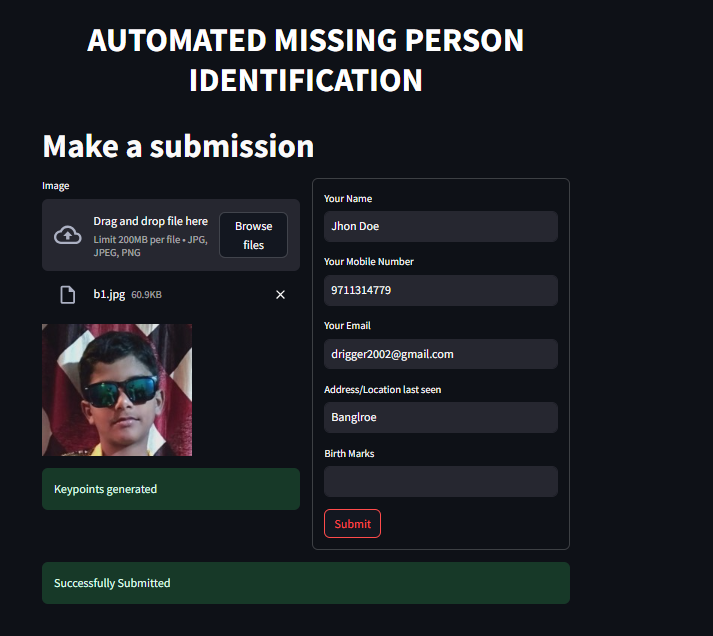 AUTOMATED MISSING PERSON
IDENTIFICATION
Make a submission
Image
Drag and drop file here
Limit 200MB per file • JPG,
JPEG, PNG
Browse
files
b1.jpg 60.9KB
Keypoints generated
Your Name
Jhon Doe
Your Mobile Number
9711314779
Your Email
drigger2002@gmail.com
Address/Location last seen
Banglroe
Birth Marks
Submit
Successfully Submitted